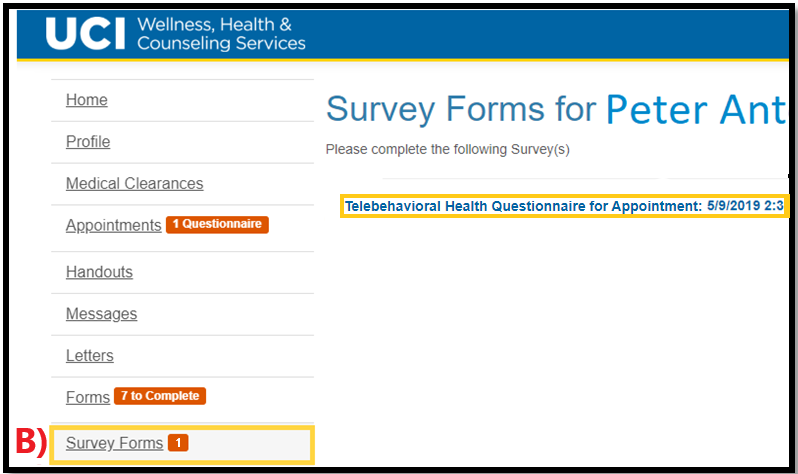 UCI Wellness, Health &
Counseling Services
Home
Profile
Medical Clearances
Appointments 1 Questionnaire
Handouts
Messages
Letters
Forms 7 to Complete
B) Survey Forms 1
Survey Forms for Peter Ant
Please complete the following Survey(s)
Telebehavioral Health Questionnaire for Appointment: 5/9/2019 2:3